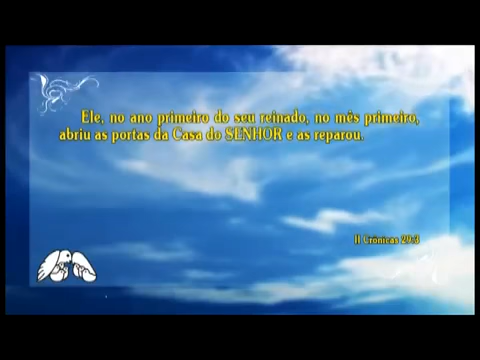 Ele, no ano primeiro do seu reinado, no mês primeiro,
abriu as portas da Casa do SENHOR e as reparou.
II Crônicas 29:3